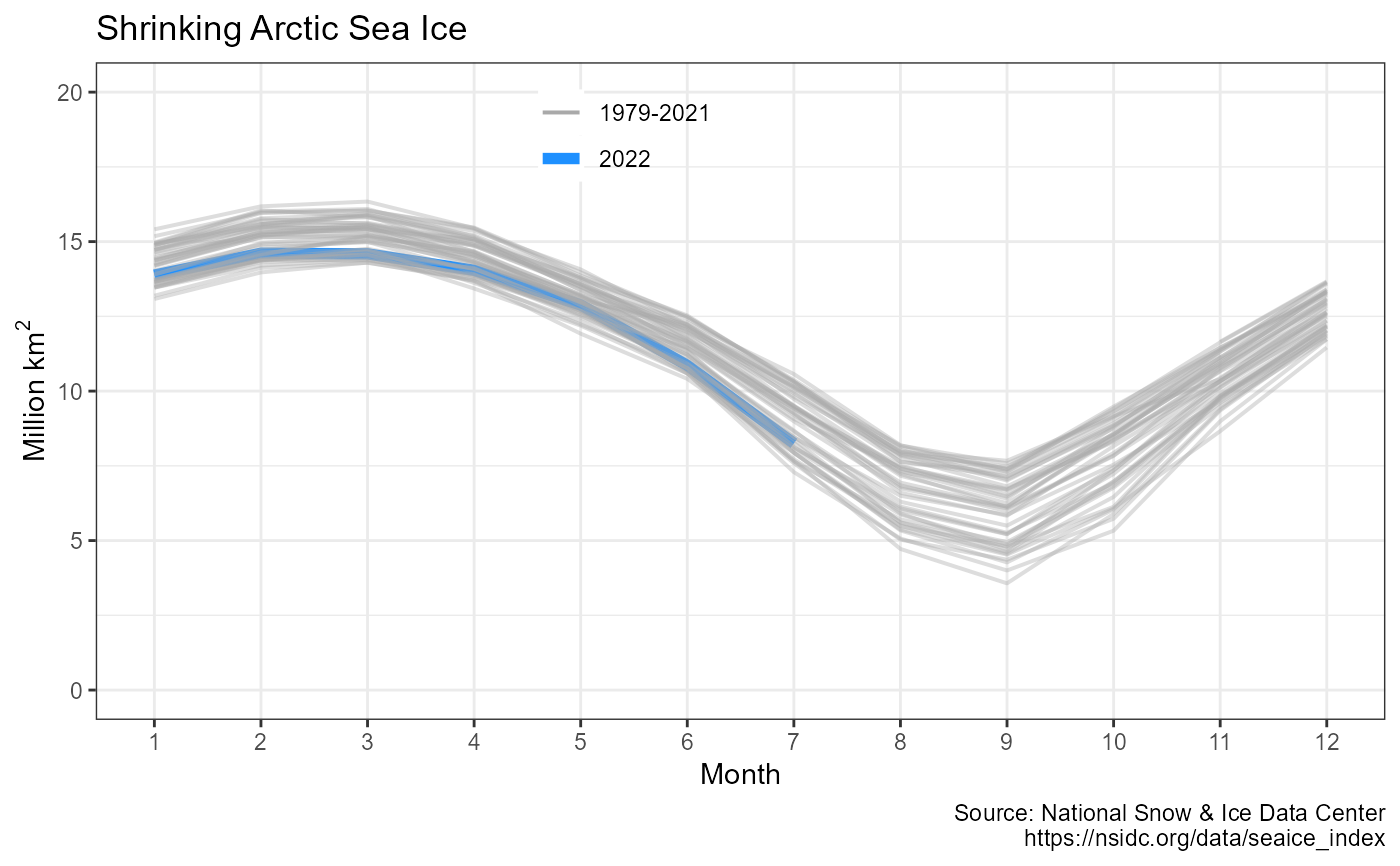 Shrinking Arctic Sea Ice
20
15
10
5
0
Million km²
1979-2021
2022
1 2 3 4 5 6 7 8 9 10 11 12
Month
Source: National Snow & Ice Data Center
https://nsidc.org/data/seaice_index